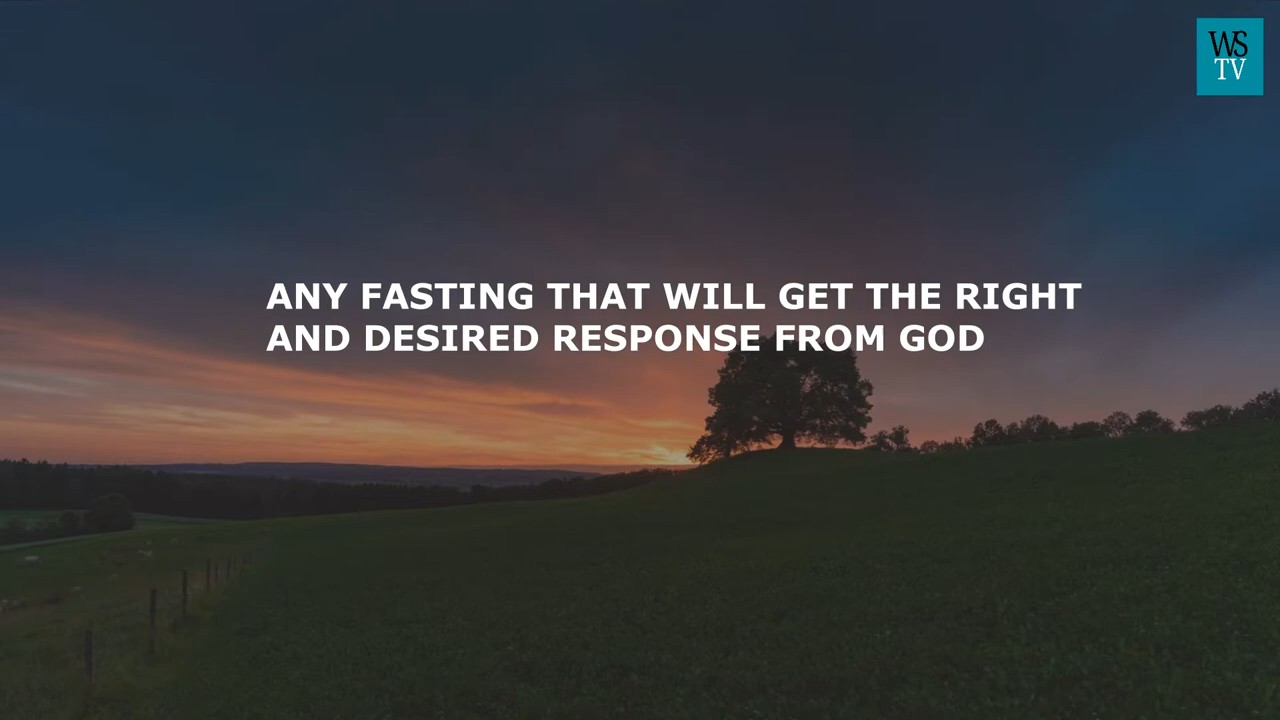 WS
TV
ANY FASTING THAT WILL GET THE RIGHT
AND DESIRED RESPONSE FROM GOD